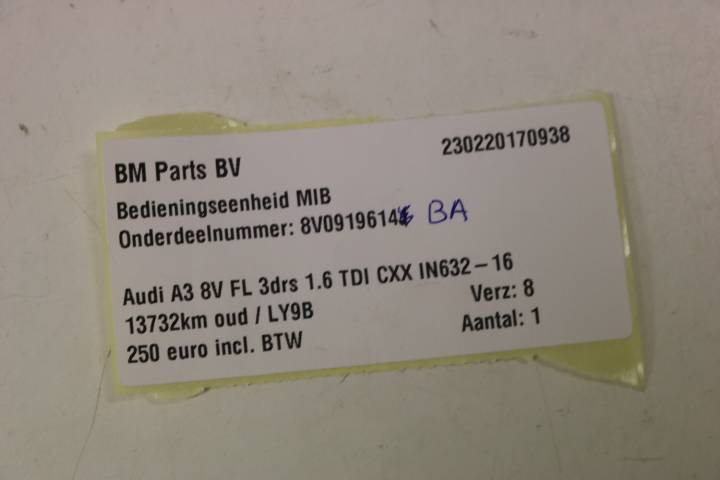 BM Parts BV 230220170938
Bedieningseenheid MIB
Onderdeelnummer: 8V0919614 BA
Audi A3 8V FL 3drs 1.6 TDI CXX IN632-16
13732km oud / LY9B Verz: 8
250 euro incl. BTW Aantal: 1